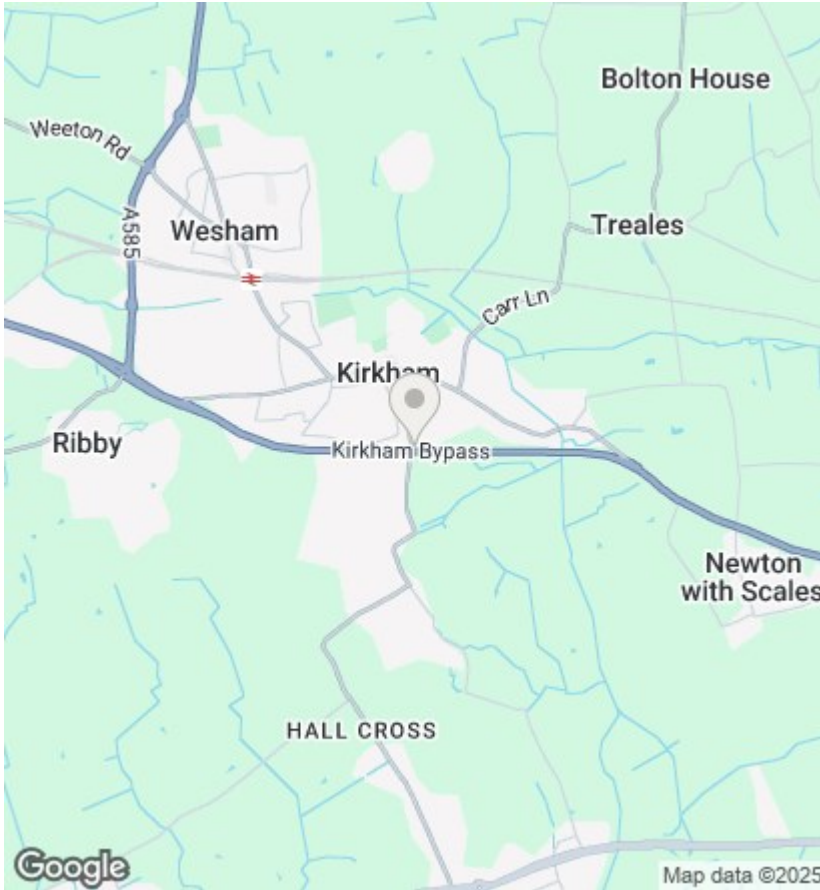 Bolton House
Weeton Rd
Treales
Wesham
A585
Carr Ln
Kirkham
Ribby
Kirkham Bypass
Newton
with Scales
HALL CROSS
Google
Map data ©2025